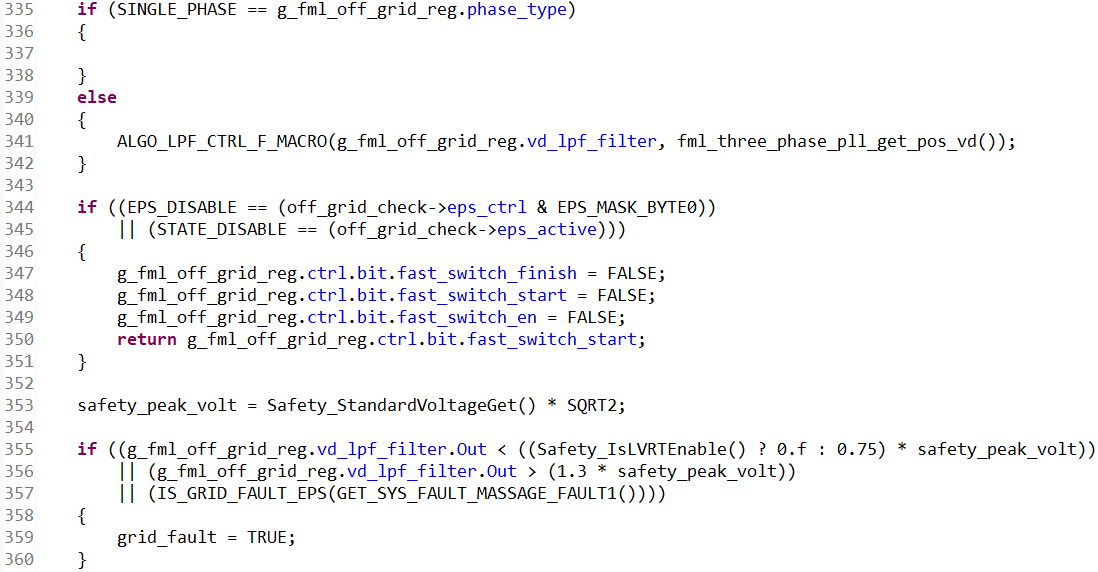 335 if (SINGLE_PHASE == g_fml_off_grid_reg.phase_type)
336 {
337
338 }
339 else
340 {
341 ALGO_LPF_CTRL_F_MACRO(g_fml_off_grid_reg.vd_lpf_filter, fml_three_phase_pll_get_pos_vd());
342 }
343
344 if ((EPS_DISABLE == (off_grid_check->eps_ctrl & EPS_MASK_BYTE0))
345 || (STATE_DISABLE == (off_grid_check->eps_active)))
346 {
347 g_fml_off_grid_reg.ctrl.bit.fast_switch_finish = FALSE;
348 g_fml_off_grid_reg.ctrl.bit.fast_switch_start = FALSE;
349 g_fml_off_grid_reg.ctrl.bit.fast_switch_en = FALSE;
350 return g_fml_off_grid_reg.ctrl.bit.fast_switch_start;
351 }
352
353 safety_peak_volt = Safety_StandardVoltageGet() * SQRT2;
354
355 if ((g_fml_off_grid_reg.vd_lpf_filter.Out < ((Safety_IsLVRTEnable() ? 0.f : 0.75) * safety_peak_volt))
356 || (g_fml_off_grid_reg.vd_lpf_filter.Out > (1.3 * safety_peak_volt))
357 || (IS_GRID_FAULT_EPS(GET_SYS_FAULT_MASSAGE_FAULT1())))
358 {
359 grid_fault = TRUE;
360 }